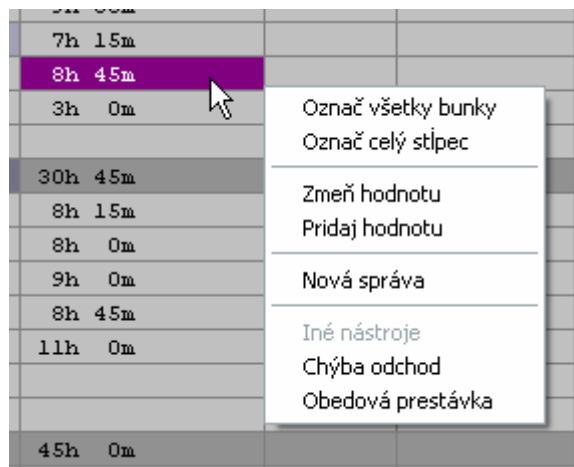 7h 15m
8h 45m
3h 0m
Označ všetky bunky
Označ celý stĺpec
30h 45m
Zmeň hodnotu
8h 15m
Pridaj hodnotu
8h 0m
9h 0m
Nová správa
8h 45m
Iné nástroje
11h 0m
Chýba odchod
Obedová prestávka
45h 0m